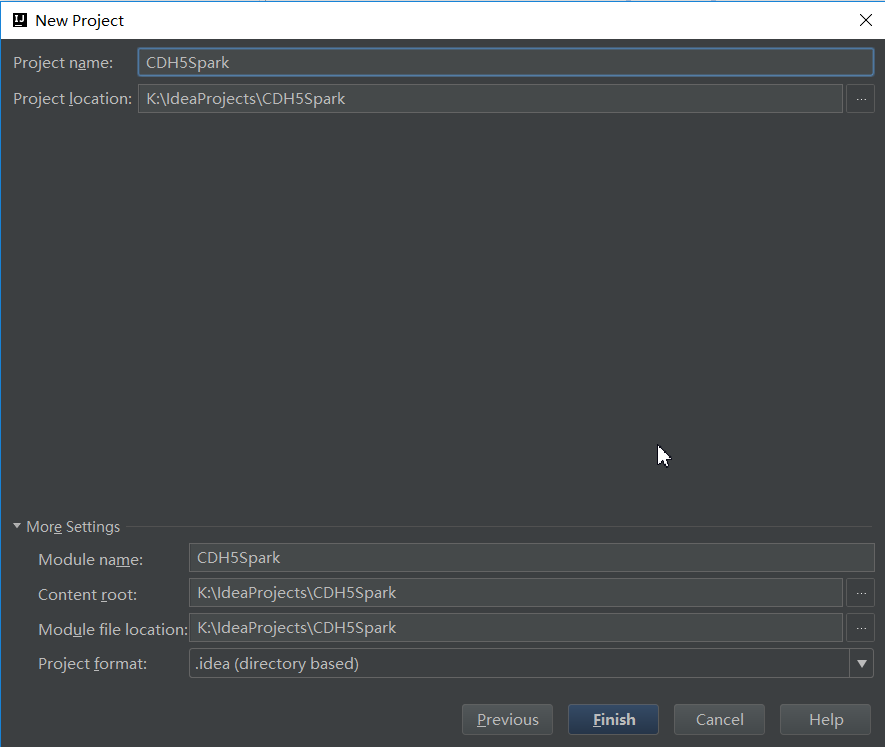 IJ New Project
Project name: CDH5Spark
Project location: K:\IdeaProjects\CDH5Spark ...
More Settings
Module name: CDH5Spark
Content root: K:\IdeaProjects\CDH5Spark ...
Module file location: K:\IdeaProjects\CDH5Spark ...
Project format: .idea (directory based)
Previous Finish Cancel Help